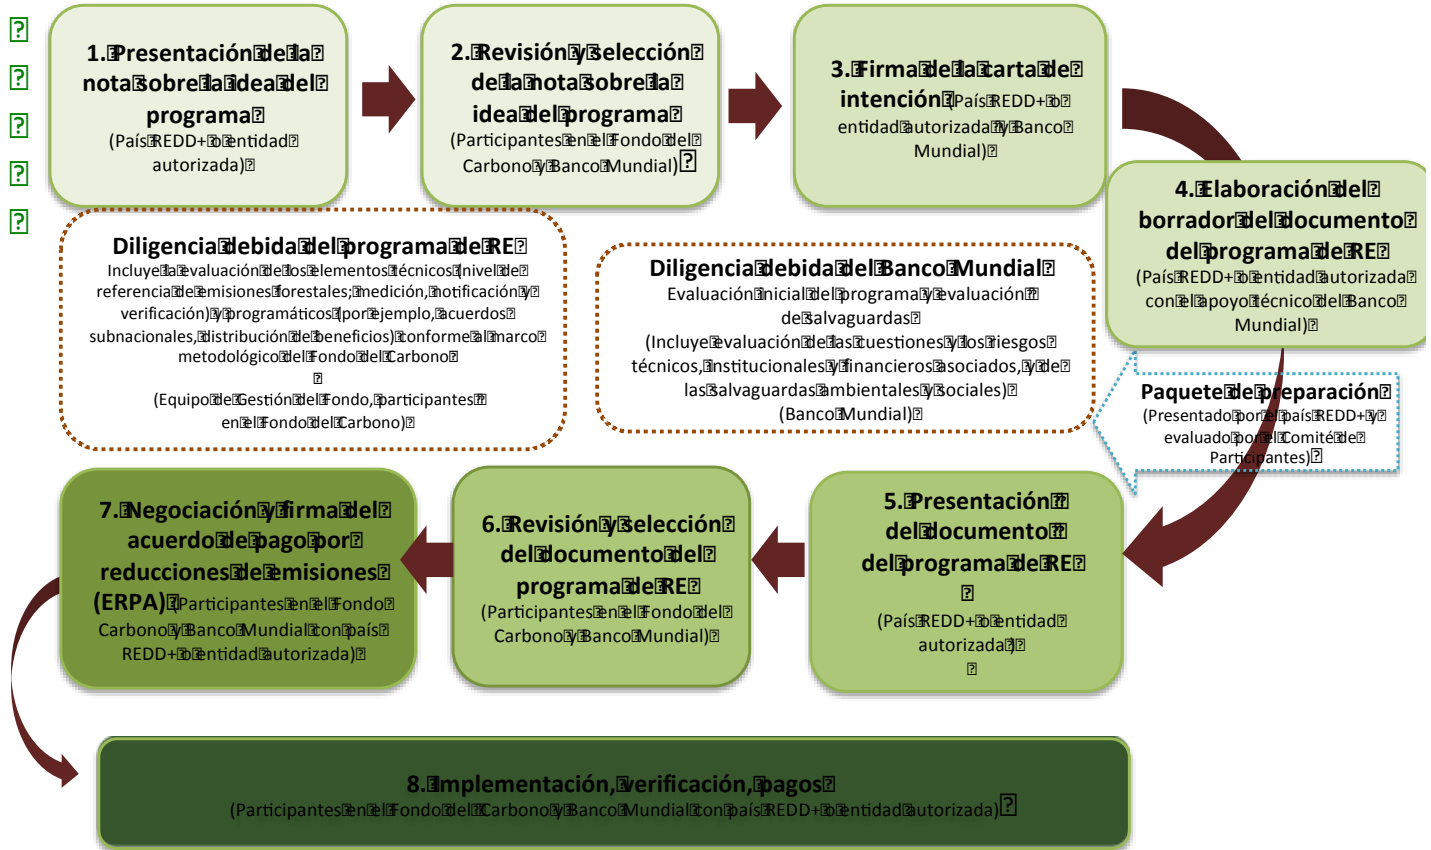 1. Presentación de la
nota sobre la idea del
programa
(País REDD+ o entidad
autorizada)
2. Revisión y selección
de la nota sobre la
idea del programa
(Participantes en el Fondo del
Carbono y Banco Mundial)
3. Firma de la carta de
intención (País REDD+ o
entidad autorizada y Banco
Mundial)
4. Elaboración del
borrador del documento
del programa de RE
(País REDD+ o entidad autorizada
con el apoyo técnico del Banco
Mundial)
Diligencia debida del programa de RE
Incluye la evaluación de los elementos técnicos (nivel de
referencia de emisiones forestales; medición, notificación y
verificación) y programáticos (por ejemplo, acuerdos
subnacionales, distribución de beneficios) conforme al marco
metodológico del Fondo del Carbono
(Equipo de Gestión del Fondo, participantes
en el Fondo del Carbono)
Diligencia debida del Banco Mundial
Evaluación inicial del programa y evaluación
de salvaguardas
(Incluye evaluación de las cuestiones y los riesgos
técnicos, institucionales y financieros asociados, y de
las salvaguardas ambientales y sociales)
(Banco Mundial)
Paquete de preparación
(Presentado por el país REDD+ y
evaluado por el Comité de
Participantes)
5. Presentación
del documento
del programa de RE
(País REDD+ o entidad
autorizada)
6. Revisión y selección
del documento del
programa de RE
(Participantes en el Fondo del
Carbono y Banco Mundial)
7. Negociación y firma del
acuerdo de pago por
reducciones de emisiones
(ERPA) (Participantes en el Fondo
Carbono y Banco Mundial con país
REDD+ o entidad autorizada)
8. Implementación, verificación, pagos
(Participantes en el Fondo del Carbono y Banco Mundial con país REDD+ o entidad autorizada)